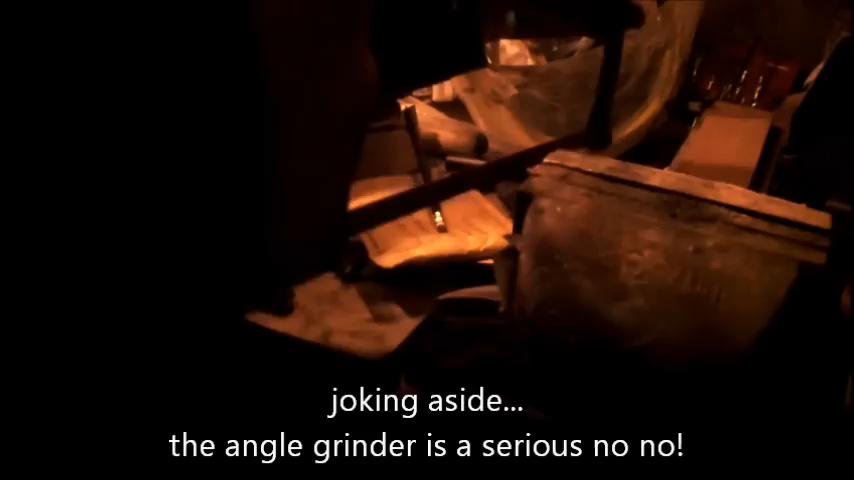 joking aside...
the angle grinder is a serious no no!